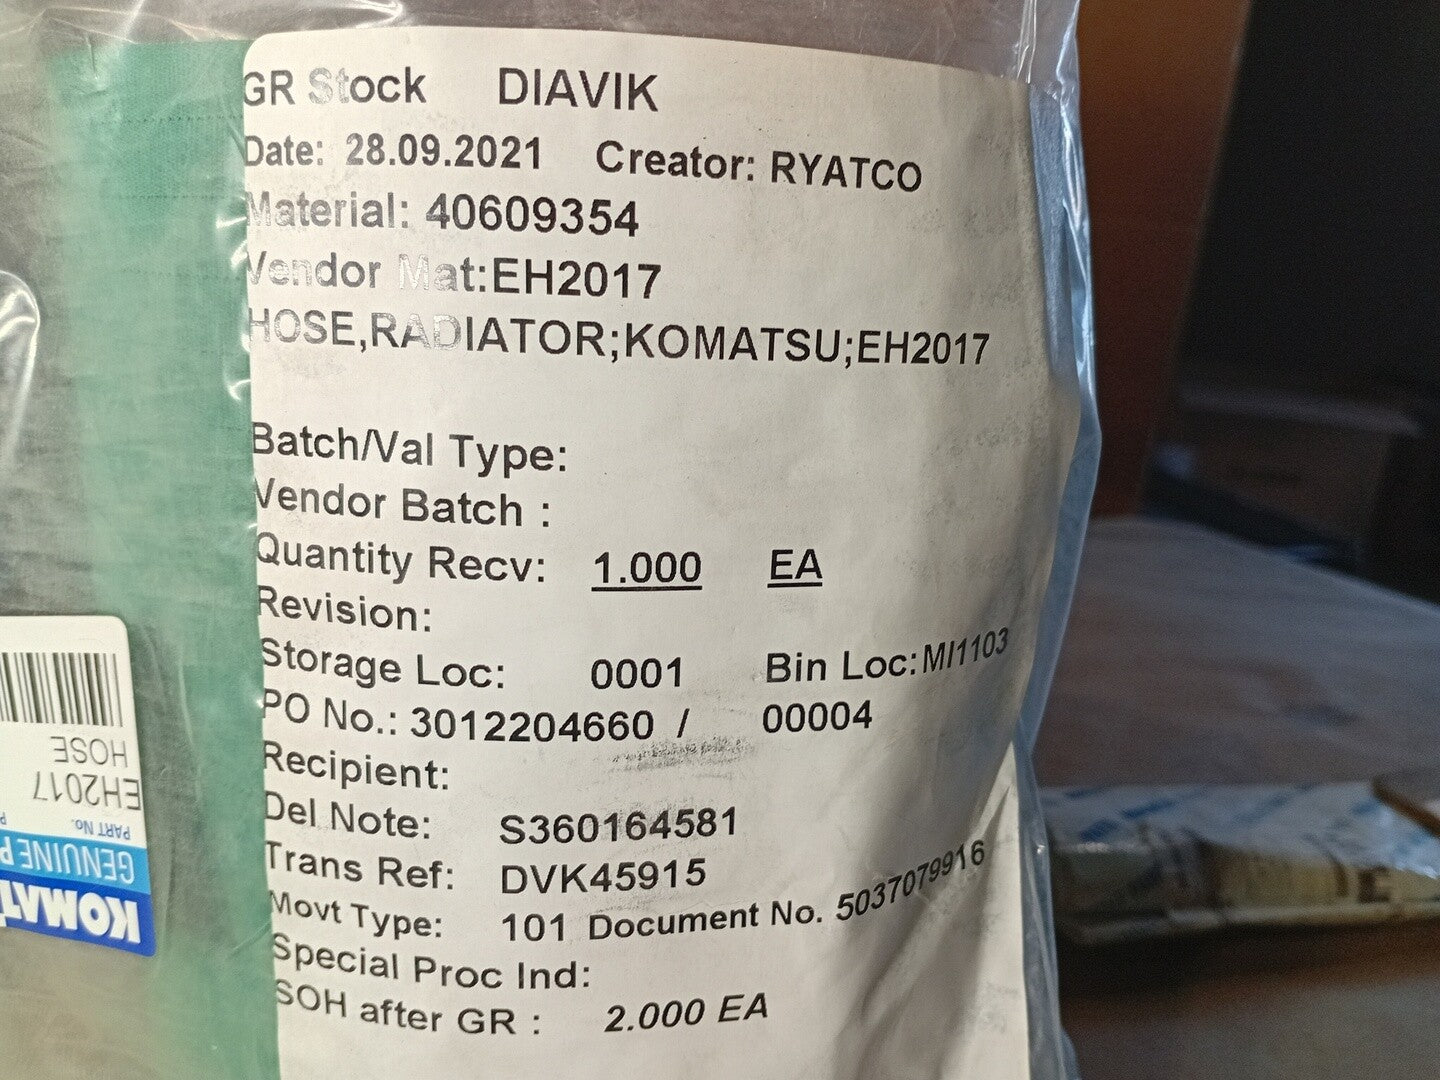 GR Stock DIAVIK
Date: 28.09.2021 Creator: RYATCO
Material: 40609354
Vendor Mat:EH2017
HOSE,RADIATOR;KOMATSU;EH2017
Batch/Val Type:
Vendor Batch :
Quantity Recv: 1.000 EA
Revision:
Storage Loc: 0001 Bin Loc:MI1103
PO No.: 3012204660 / 00004
Recipient:
Del Note: S360164581
Trans Ref: DVK45915
Movt Type: 101 Document No. 5037079916
Special Proc Ind:
SOH after GR : 2.000 EA
KOMAT
GENUINE P
PART No.
EH2017
HOSE